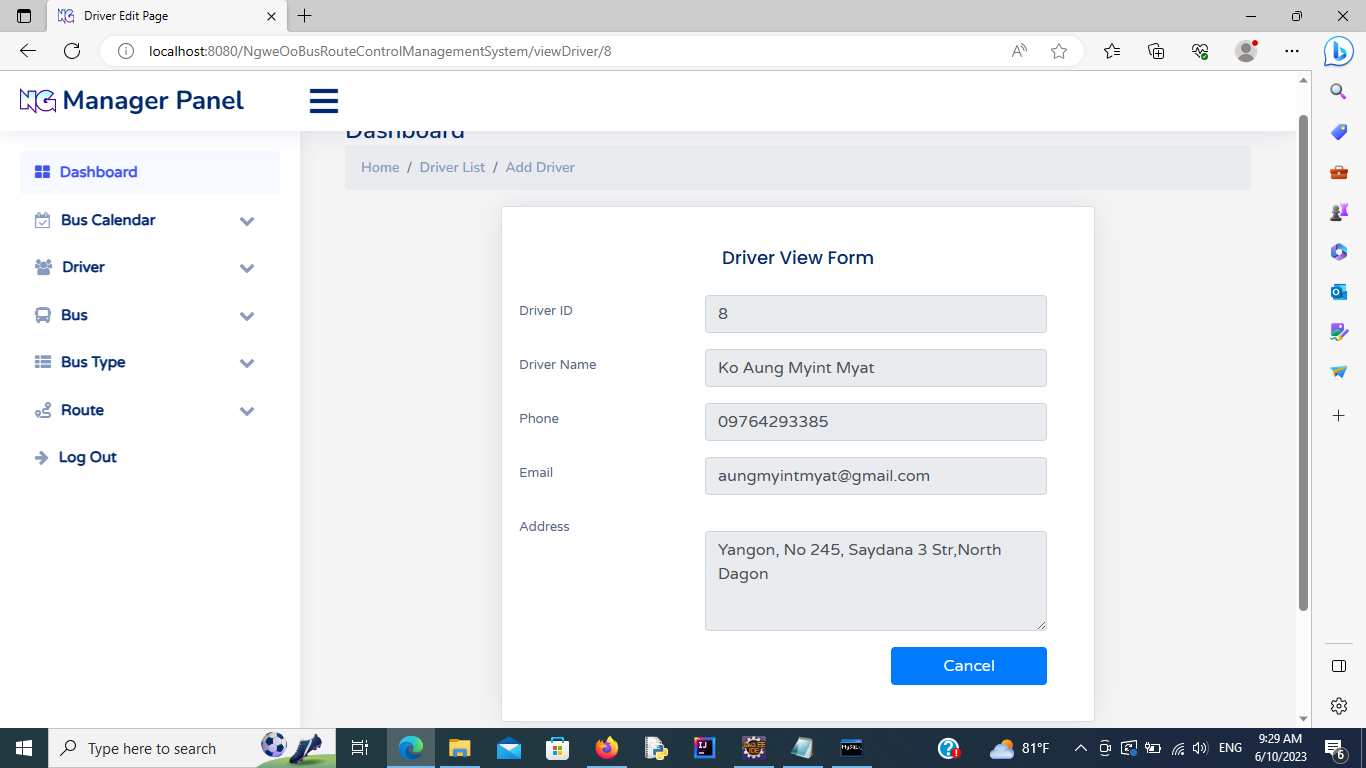 Driver Edit Page
localhost:8080/NgweOoBusRouteControlManagementSystem/viewDriver/8
NG Manager Panel
Dashboard
Home / Driver List / Add Driver
Dashboard
Bus Calendar
Driver
Bus
Bus Type
Route
Log Out
Driver View Form
Driver ID
8
Driver Name
Ko Aung Myint Myat
Phone
09764293385
Email
aungmyintmyat@gmail.com
Address
Yangon, No 245, Saydana 3 Str,North
Dagon
Cancel
Type here to search
81°F
ENG
9:29 AM
6/10/2023
6